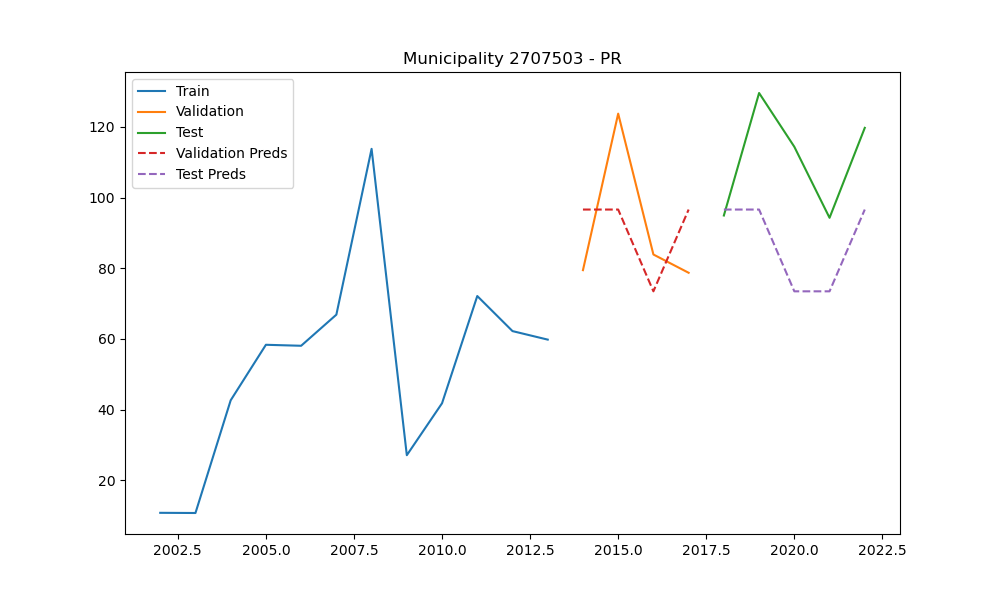 Municipality 2707503 - PR
Train
Validation
Test
Validation Preds
Test Preds
120
100
80
60
40
20
2002.5 2005.0 2007.5 2010.0 2012.5 2015.0 2017.5 2020.0 2022.5